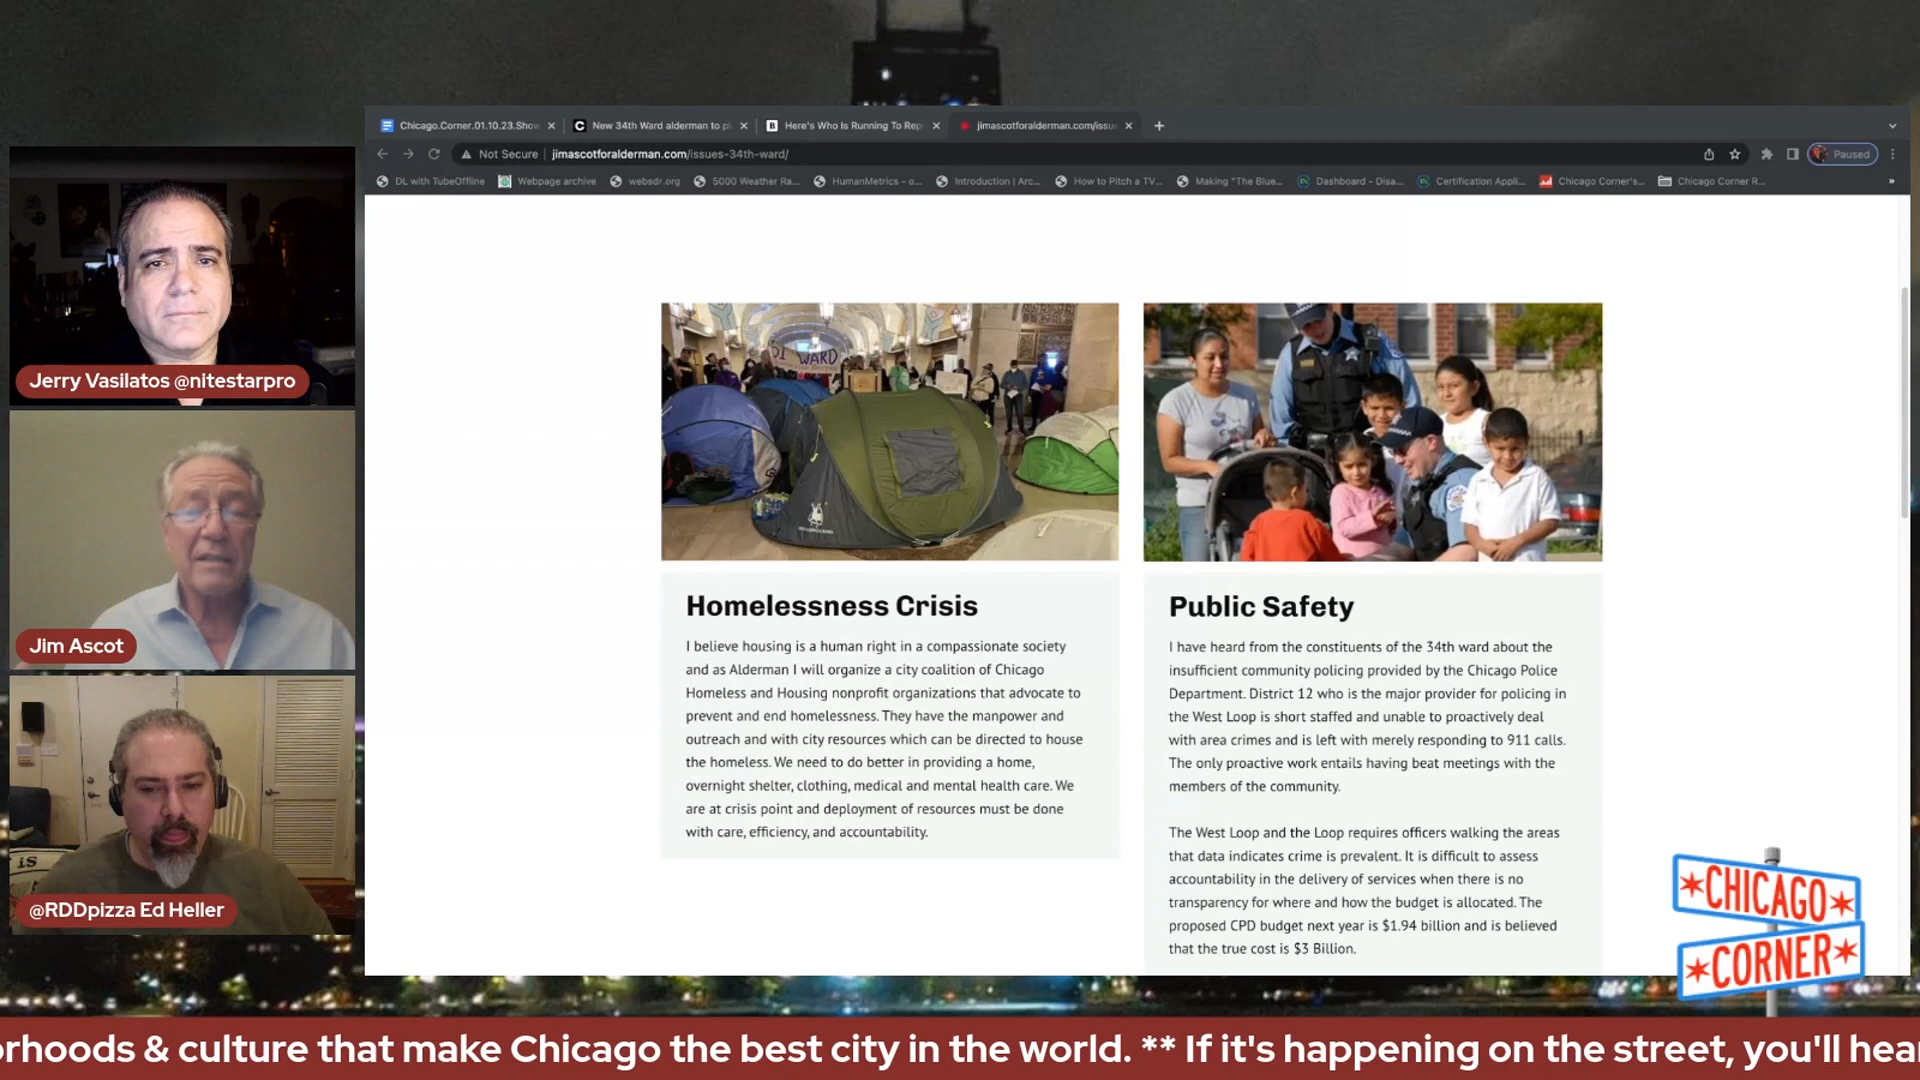 Chicago.Corner.01.10.23.Show
New 34th Ward alderman to pl
Here's Who Is Running To Rep
jimascotforalderman.com/issu
Not Secure
jimascotforalderman.com/issues-34th-ward/
Paused
DL with TubeOffline
Webpage archive
websdr.org
5000 Weather Ra...
HumanMetrics - o...
Introduction | Arc...
How to Pitch a TV...
Making "The Blue...
Dashboard - Disa...
Certification Appli...
Chicago Corner's...
Chicago Corner R...
»
Jerry Vasilatos @nitestarpro
Jim Ascot
@RDDpizza Ed Heller
WARD
Homelessness Crisis
I believe housing is a human right in a compassionate society
and as Alderman I will organize a city coalition of Chicago
Homeless and Housing nonprofit organizations that advocate to
prevent and end homelessness. They have the manpower and
outreach and with city resources which can be directed to house
the homeless. We need to do better in providing a home,
overnight shelter, clothing, medical and mental health care. We
are at crisis point and deployment of resources must be done
with care, efficiency, and accountability.
Public Safety
I have heard from the constituents of the 34th ward about the
insufficient community policing provided by the Chicago Police
Department. District 12 who is the major provider for policing in
the West Loop is short staffed and unable to proactively deal
with area crimes and is left with merely responding to 911 calls.
The only proactive work entails having beat meetings with the
members of the community.
The West Loop and the Loop requires officers walking the areas
that data indicates crime is prevalent. It is difficult to assess
accountability in the delivery of services when there is no
transparency for where and how the budget is allocated. The
proposed CPD budget next year is $1.94 billion and is believed
that the true cost is $3 Billion.
is
CHICAGO
CORNER
orhoods & culture that make Chicago the best city in the world. ** If it's happening on the street, you'll hear